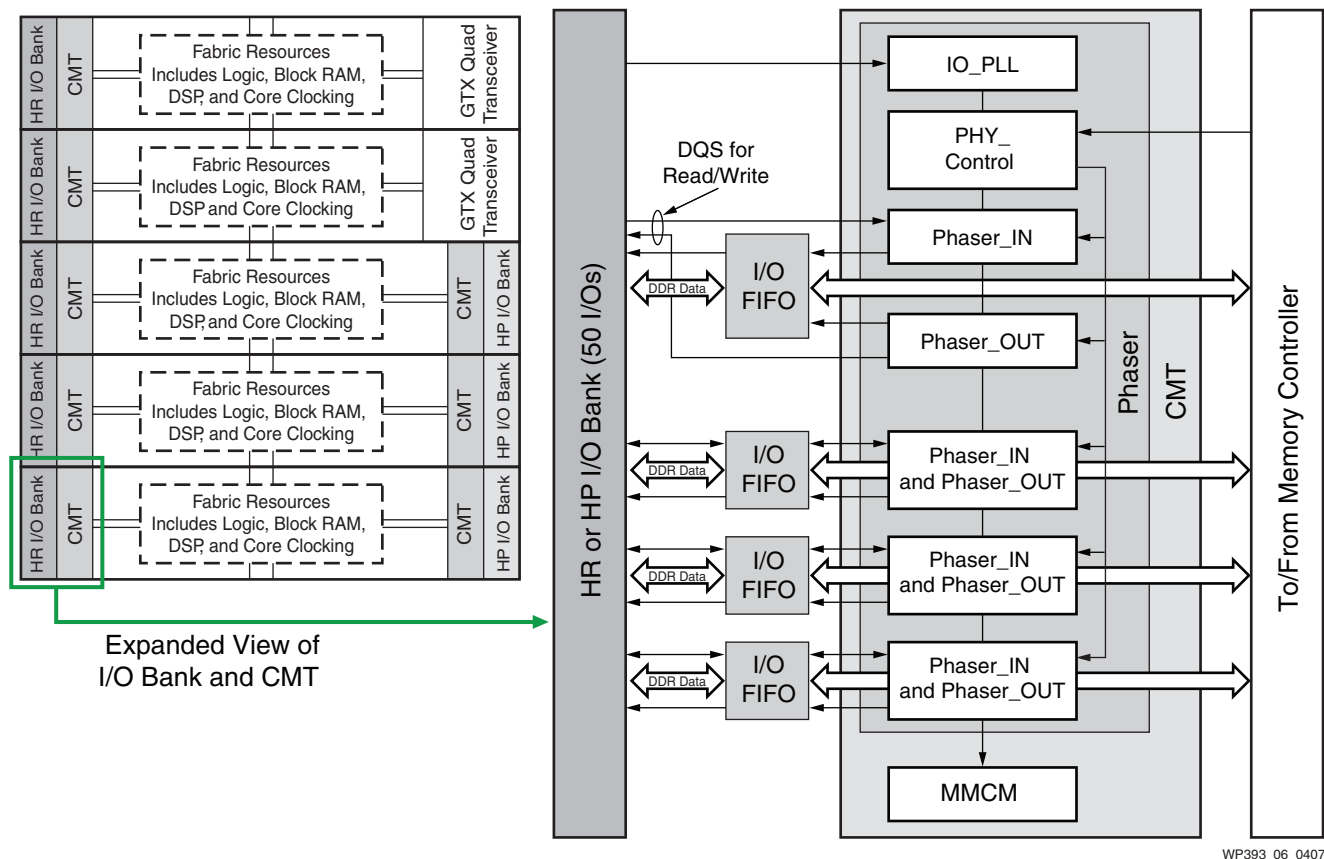 HR I/O Bank
CMT
Fabric Resources
Includes Logic, Block RAM,
DSP, and Core Clocking
GTX Quad
Transceiver
HR I/O Bank
CMT
Fabric Resources
Includes Logic, Block RAM,
DSP and Core Clocking
GTX Quad
Transceiver
HR I/O Bank
CMT
Fabric Resources
Includes Logic, Block RAM,
DSP, and Core Clocking
CMT
HP I/O Bank
HR I/O Bank
CMT
Fabric Resources
Includes Logic, Block RAM,
DSP, and Core Clocking
CMT
HP I/O Bank
HR I/O Bank
CMT
Fabric Resources
Includes Logic, Block RAM,
DSP, and Core Clocking
CMT
HP I/O Bank
Expanded View of
I/O Bank and CMT
HR or HP I/O Bank (50 I/Os)
DQS for
Read/Write
DDR Data
I/O
FIFO
DDR Data
I/O
FIFO
DDR Data
I/O
FIFO
DDR Data
I/O
FIFO
IO_PLL
PHY_
Control
Phaser_IN
Phaser_OUT
Phaser_IN
and Phaser_OUT
Phaser_IN
and Phaser_OUT
Phaser_IN
and Phaser_OUT
MMCM
Phaser
CMT
To/From Memory Controller
WP393_06_0407